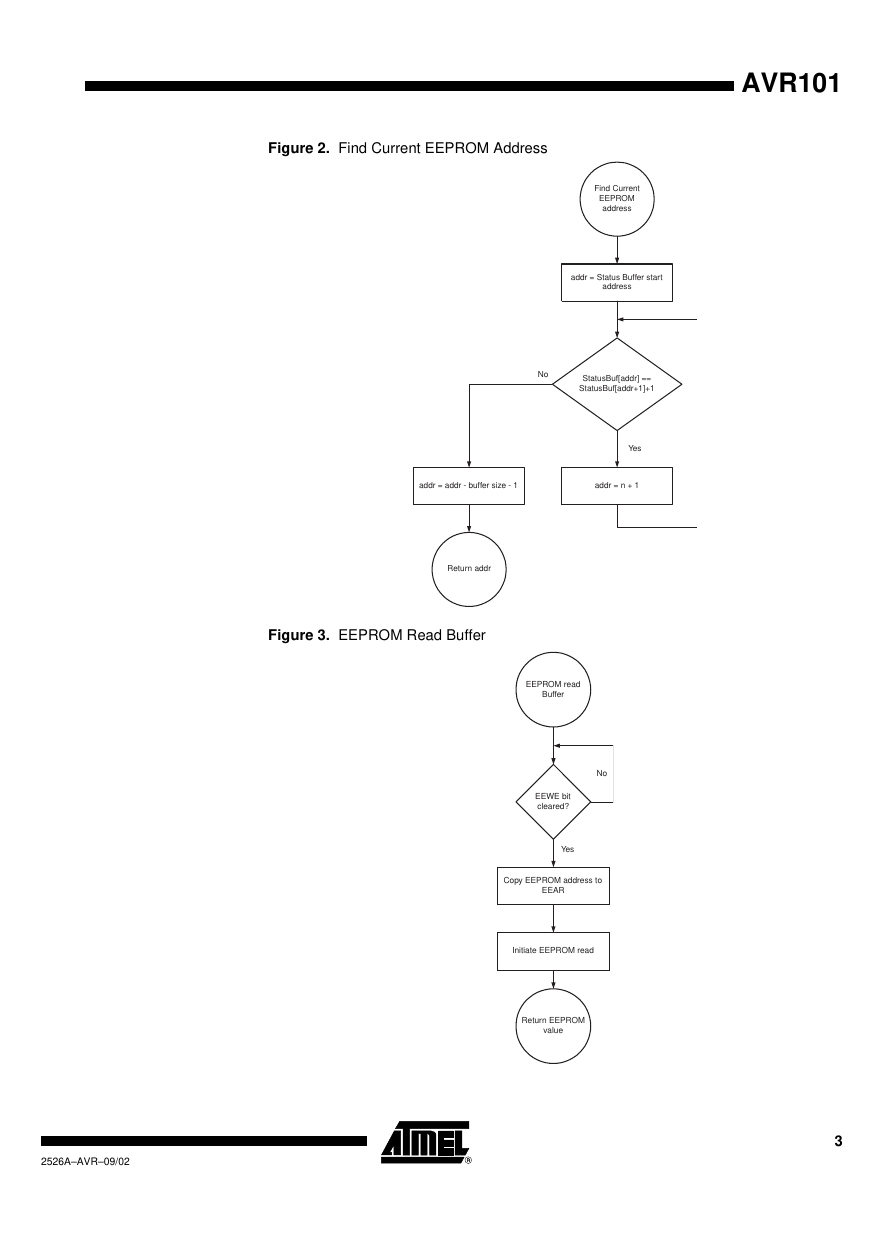 AVR101
Figure 2. Find Current EEPROM Address
Find Current
EEPROM
address
addr = Status Buffer start
address
No
StatusBuf[addr] ==
StatusBuf[addr+1]+1
Yes
addr = addr - buffer size - 1
addr = n + 1
Return addr
Figure 3. EEPROM Read Buffer
EEPROM read
Buffer
No
EEWE bit
cleared?
Yes
Copy EEPROM address to
EEAR
Initiate EEPROM read
Return EEPROM
value
ATMEL®
3
2526A–AVR–09/02